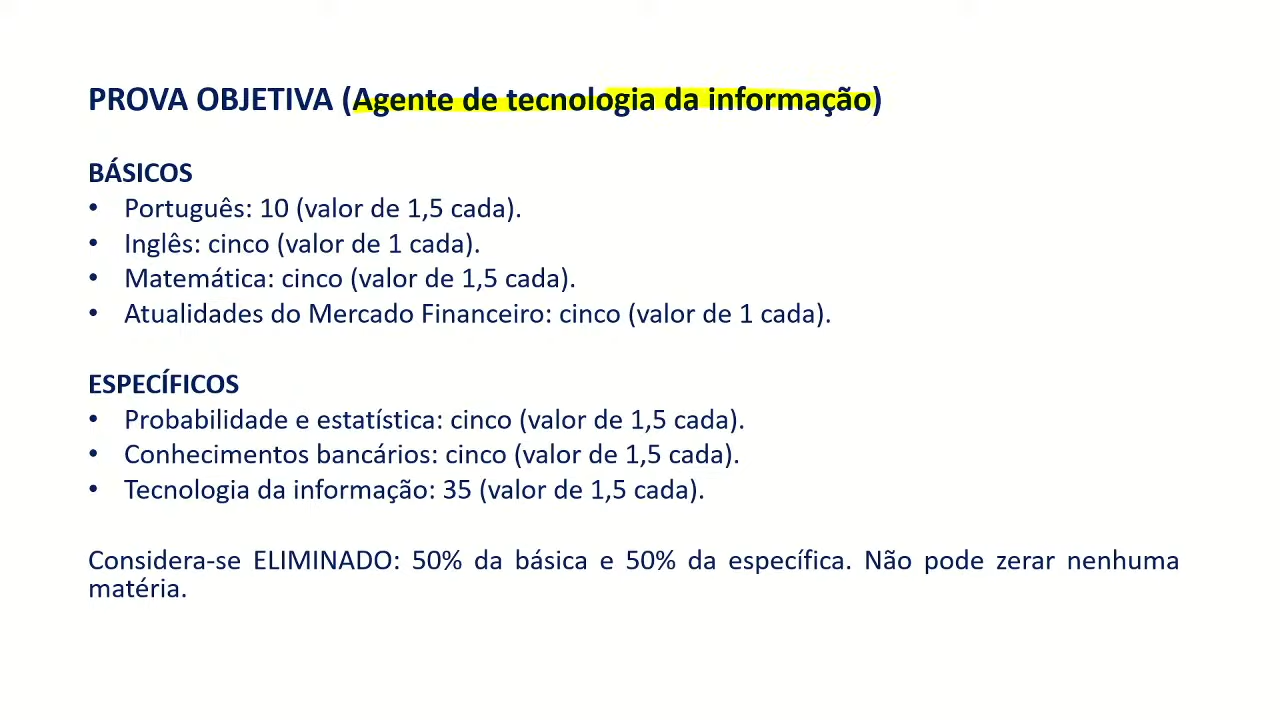 PROVA OBJETIVA (Agente de tecnologia da informação)
BÁSICOS
• Português: 10 (valor de 1,5 cada).
• Inglês: cinco (valor de 1 cada).
• Matemática: cinco (valor de 1,5 cada).
• Atualidades do Mercado Financeiro: cinco (valor de 1 cada).
ESPECÍFICOS
• Probabilidade e estatística: cinco (valor de 1,5 cada).
• Conhecimentos bancários: cinco (valor de 1,5 cada).
• Tecnologia da informação: 35 (valor de 1,5 cada).
Considera-se ELIMINADO: 50% da básica e 50% da específica. Não pode zerar nenhuma
matéria.